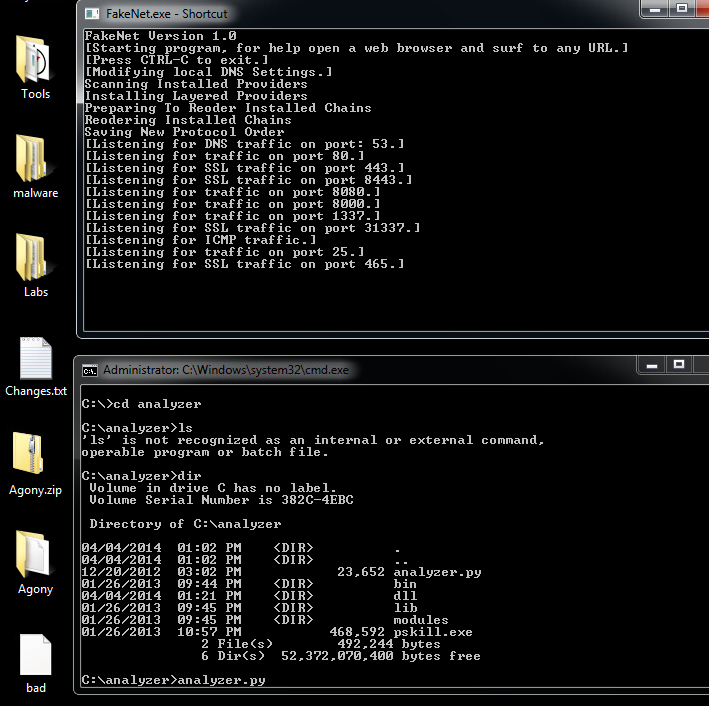 FakeNet.exe - Shortcut
FakeNet Version 1.0
[Starting program, for help open a web browser and surf to any URL.]
[Press CTRL-C to exit.]
[Modifying local DNS Settings.]
Scanning Installed Providers
Installing Layered Providers
Preparing To Reoder Installed Chains
Reodering Installed Chains
Saving New Protocol Order
[Listening for DNS traffic on port: 53.]
[Listening for traffic on port 80.]
[Listening for SSL traffic on port 443.]
[Listening for SSL traffic on port 8443.]
[Listening for traffic on port 8080.]
[Listening for traffic on port 8000.]
[Listening for traffic on port 1337.]
[Listening for SSL traffic on port 31337.]
[Listening for ICMP traffic.]
[Listening for traffic on port 25.]
[Listening for SSL traffic on port 465.]
Tools
malware
Labs
Changes.txt
Agony.zip
Agony
bad
Administrator: C:\Windows\system32\cmd.exe
C:\>cd analyzer
C:\analyzer>ls
'ls' is not recognized as an internal or external command,
operable program or batch file.
C:\analyzer>dir
Volume in drive C has no label.
Volume Serial Number is 382C-4EBC
Directory of C:\analyzer
04/04/2014  01:02 PM    <DIR>          .
04/04/2014  01:02 PM    <DIR>          ..
12/20/2012  03:02 PM            23,652 analyzer.py
01/26/2013  09:44 PM    <DIR>          bin
04/04/2014  01:21 PM    <DIR>          dll
01/26/2013  09:45 PM    <DIR>          lib
01/26/2013  09:45 PM    <DIR>          modules
01/26/2013  10:57 PM           468,592 pskill.exe
2 File(s)        492,244 bytes
6 Dir(s)  52,372,070,400 bytes free
C:\analyzer>analyzer.py